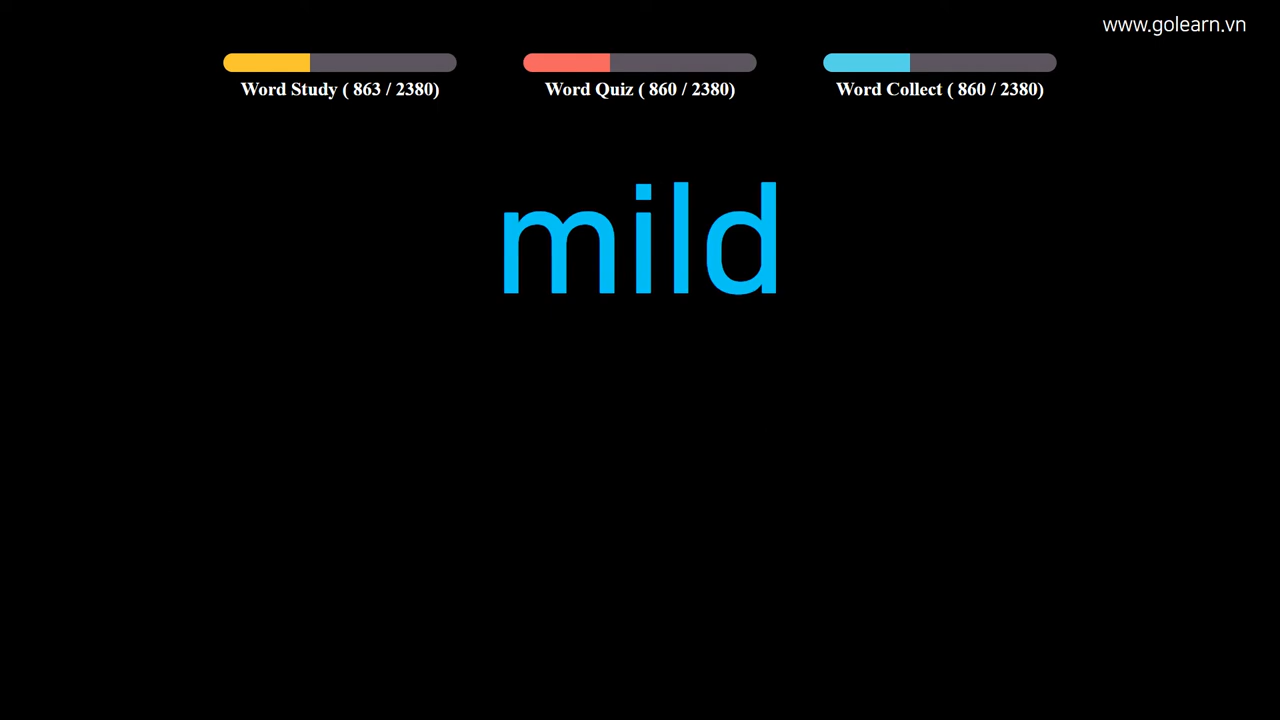 www.golearn.vn
Word Study ( 863 / 2380)
Word Quiz ( 860 / 2380)
Word Collect ( 860 / 2380)
mild